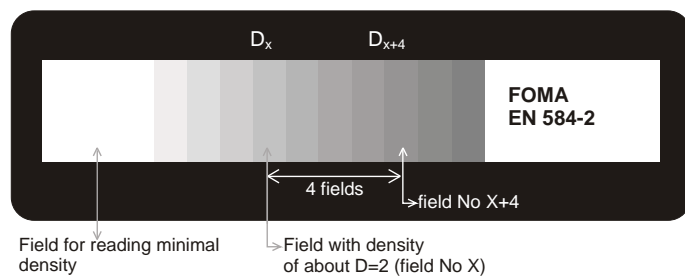 Dx Dx+4
FOMA
EN 584-2
4 fields
field No X+4
Field for reading minimal
density
Field with density
of about D=2 (field No X)